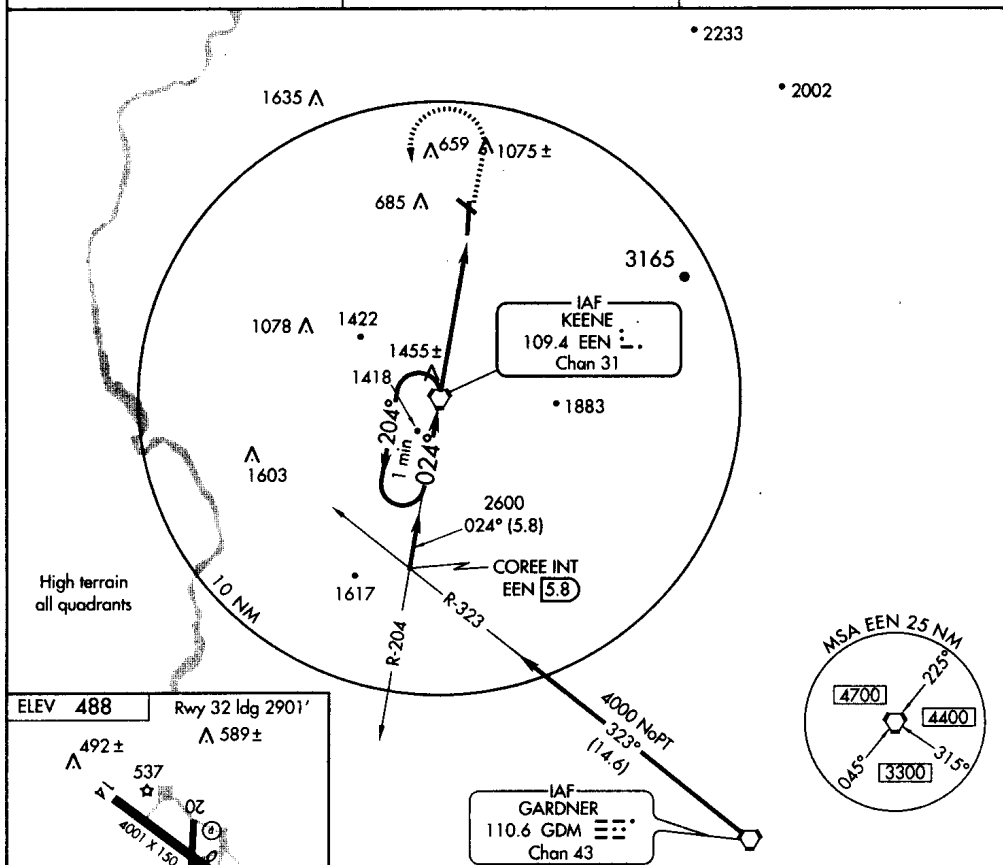 2233
2002
1635
659
1075 ±
685
3165
IAF
KEENE
109.4 EEN
Chan 31
1078
1422
1455 ±
1418
1883
204°
1 min
024°
1603
2600
024° (5.8)
COREE INT
EEN 5.8
High terrain
all quadrants
10 NM
1617
R-323
R-204
MSA EEN 25 NM
225°
4700
4400
045°
315°
3300
4000 NoPT
323°
(14.6)
ELEV 488
Rwy 32 ldg 2901'
589 ±
492 ±
537
14
20
4001 X 150
IAF
GARDNER
110.6 GDM
Chan 43